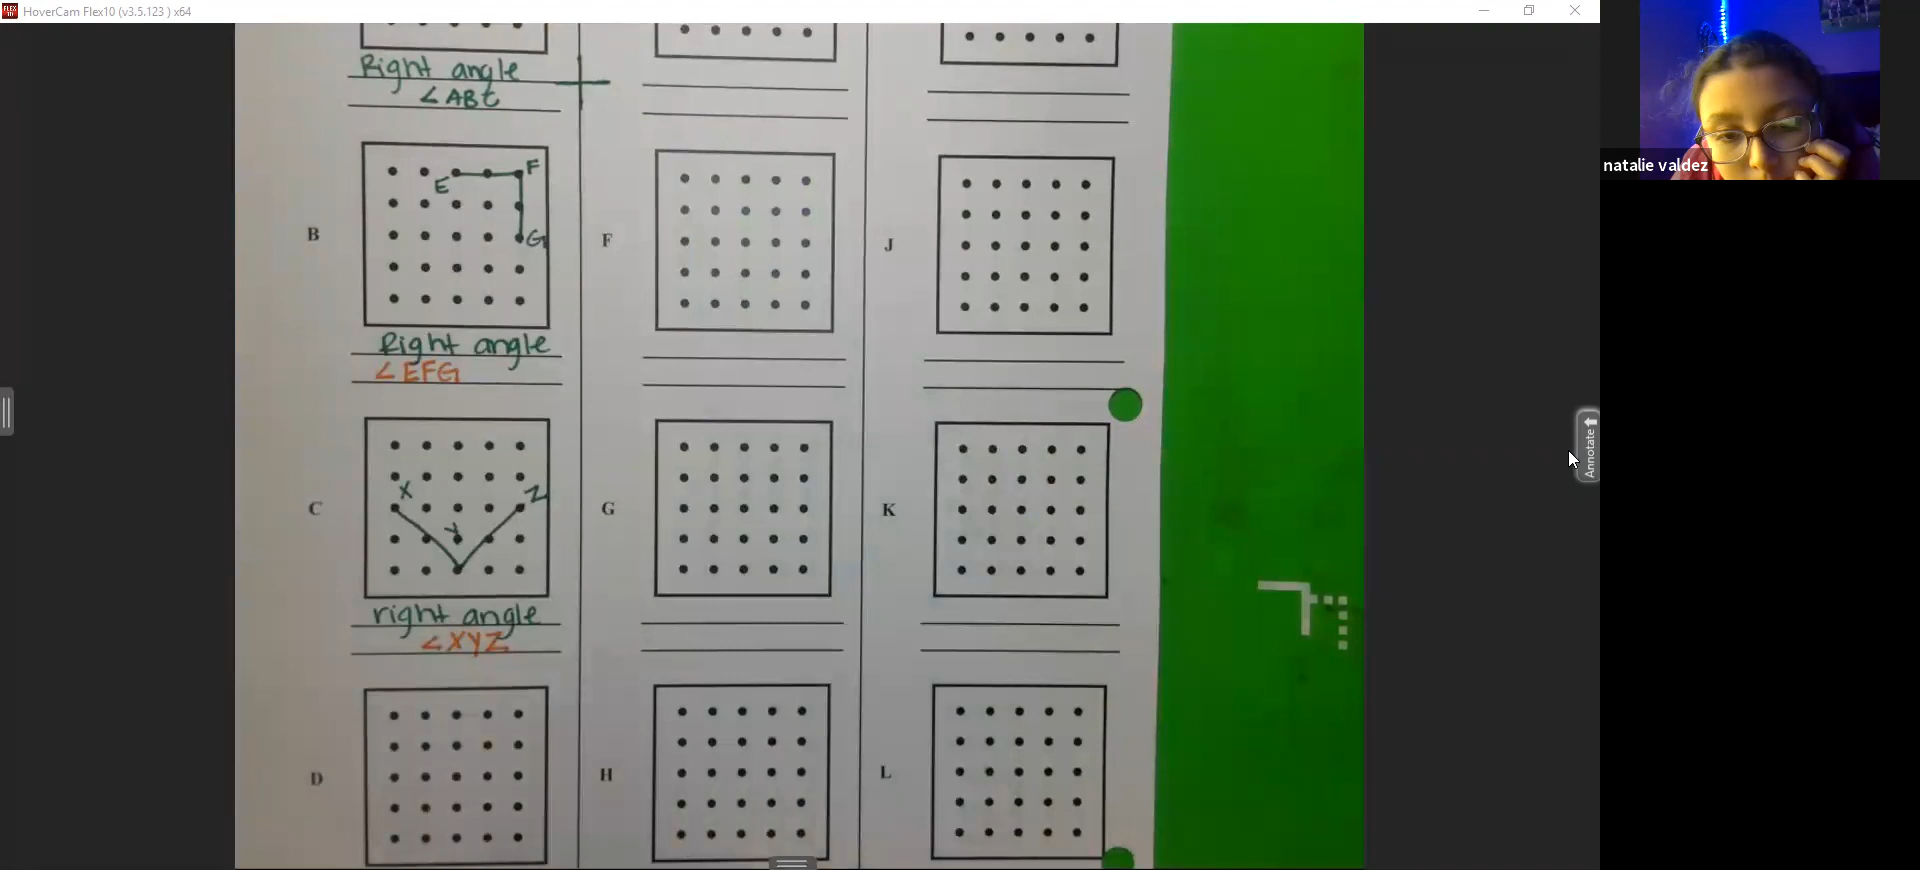 HoverCam Flex10 (v3.5.123 ) x64
natalie valdez
Annotate
Right angle
∠ABC
B
E
F
G
Right angle
∠EFG
F
J
C
X
Y
Z
right angle
∠XYZ
G
K
D
H
L